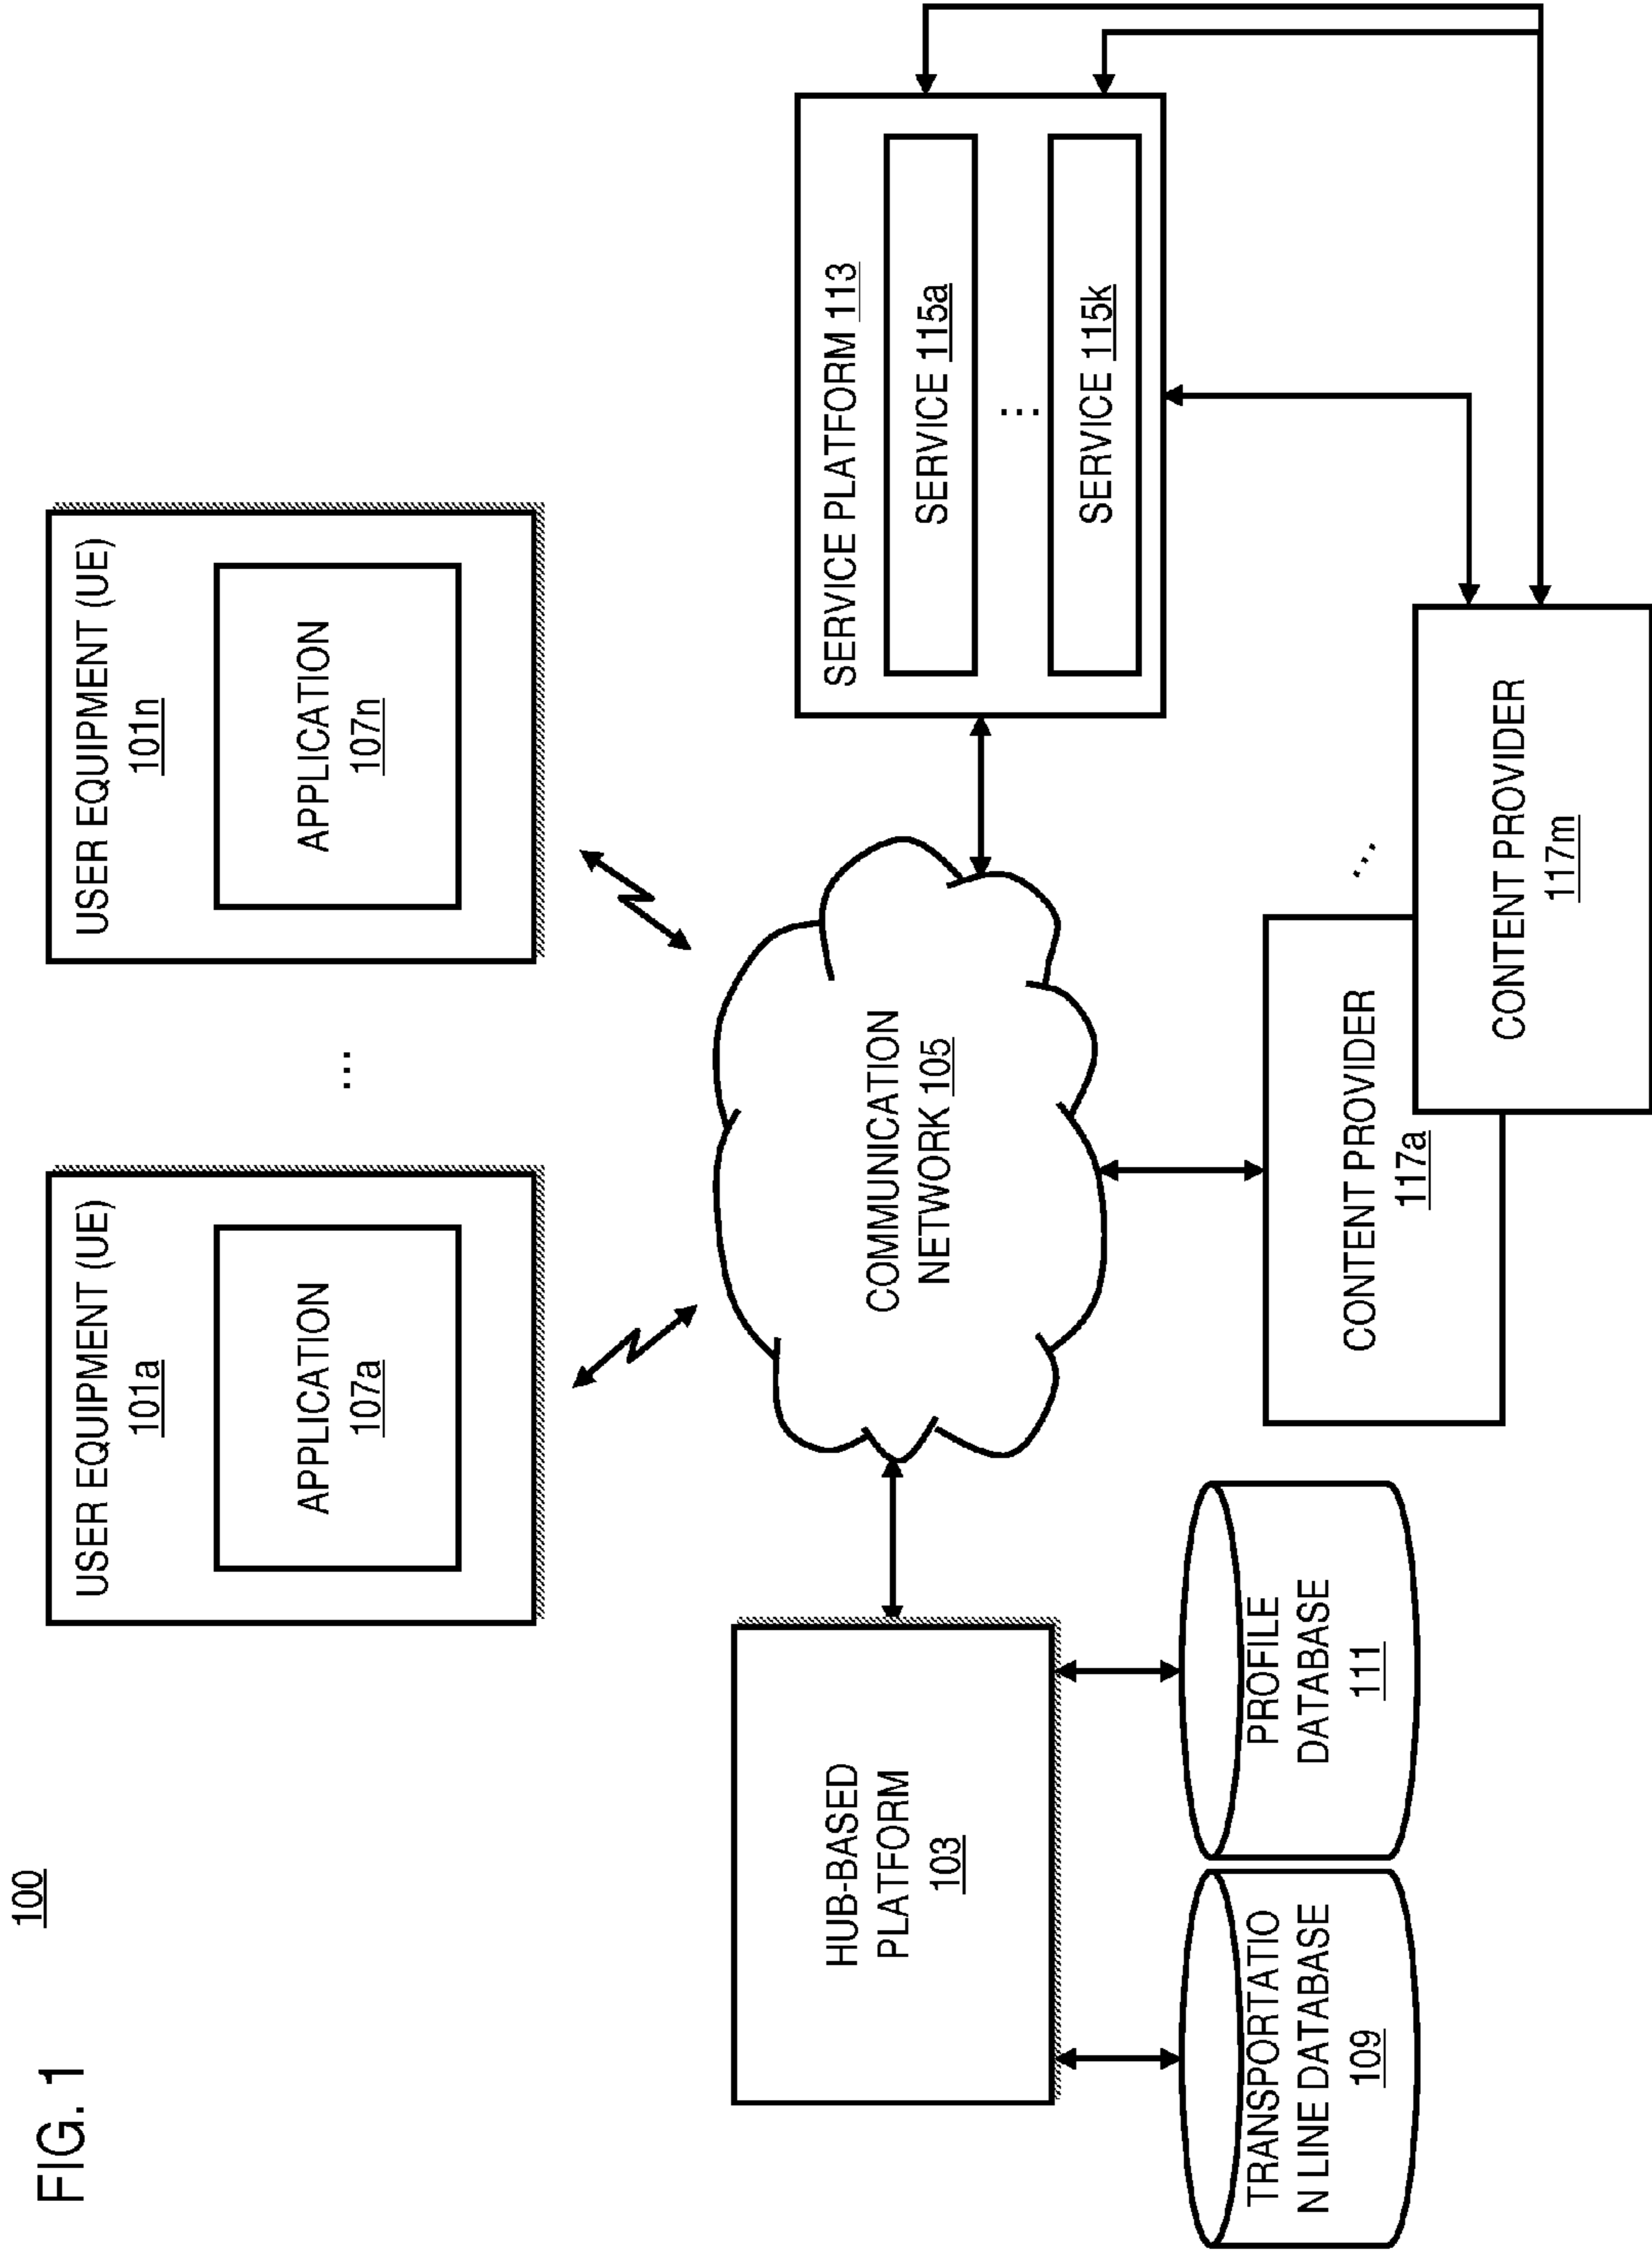 FIG. 1
100
USER EQUIPMENT (UE)
101a
APPLICATION
107a
...
USER EQUIPMENT (UE)
101n
APPLICATION
107n
HUB-BASED
PLATFORM
103
COMMUNICATION
NETWORK 105
SERVICE PLATFORM 113
SERVICE 115a
...
SERVICE 115k
TRANSPORTATIO
N LINE DATABASE
109
PROFILE
DATABASE
111
CONTENT PROVIDER
117a
...
CONTENT PROVIDER
117m